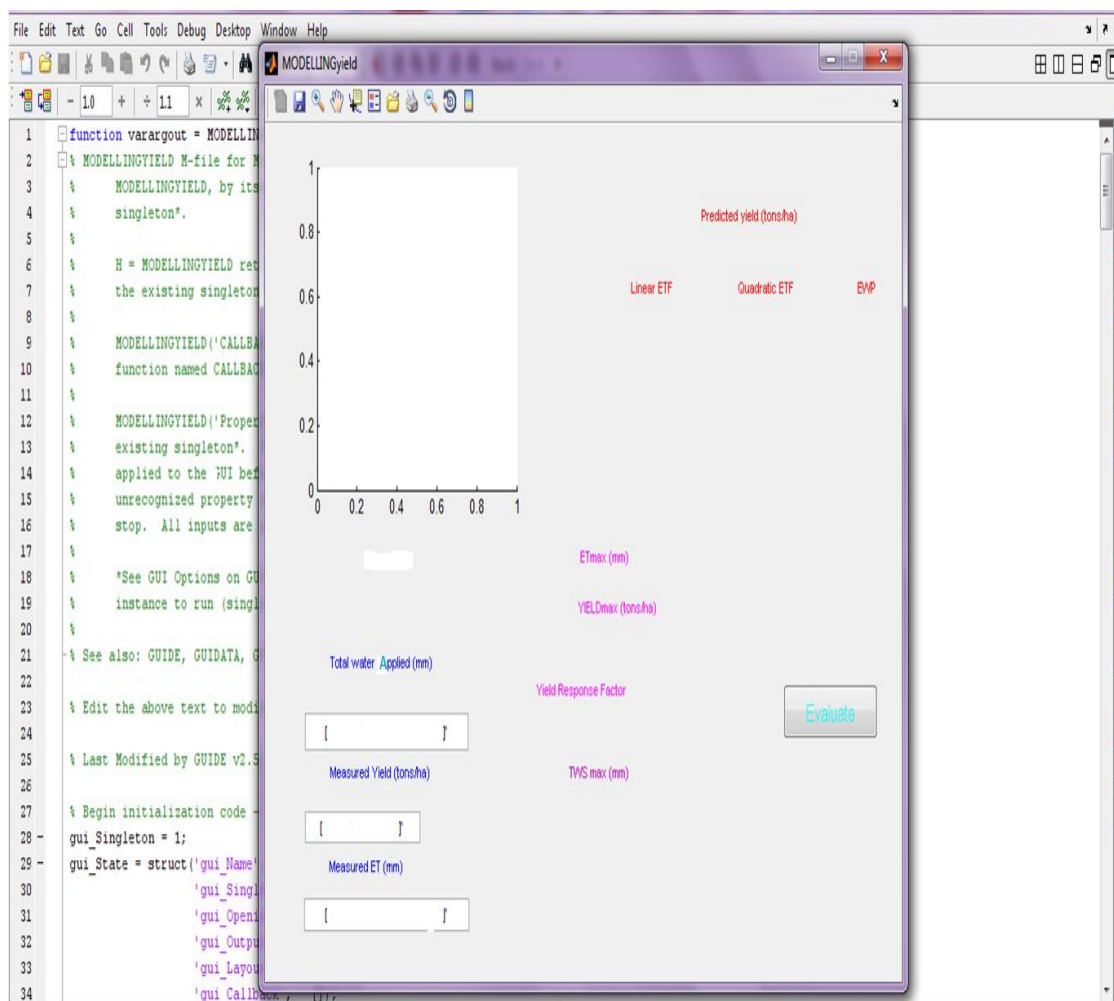 File Edit Text Go Cell Tools Debug Desktop Window Help
MODELLINGyield
1.0 + ÷ 1.1 ×
1 function varargout = MODELLIN
2 % MODELLINGYIELD M-file for M
3 % MODELLINGYIELD, by its
4 % singleton*.
5 %
6 % H = MODELLINGYIELD ret
7 % the existing singleton
8 %
9 % MODELLINGYIELD('CALLBA
10 % function named CALLBAC
11 %
12 % MODELLINGYIELD('Proper
13 % existing singleton*.
14 % applied to the GUI bef
15 % unrecognized property
16 % stop. All inputs are
17 %
18 % *See GUI Options on GU
19 % instance to run (singl
20 %
21 % See also: GUIDE, GUIDATA, G
22
23 % Edit the above text to modi
24
25 % Last Modified by GUIDE v2.5
26
27 % Begin initialization code -
28 gui_Singleton = 1;
29 gui_State = struct('gui_Name'
30 'gui_Singl
31 'gui_Openi
32 'gui_Outpu
33 'gui_Layou
34 'gui_Callback', []);
1
0.8
0.6
0.4
0.2
0
0 0.2 0.4 0.6 0.8 1
Predicted yield (tons/ha)
Linear ETF Quadratic ETF EWP
ETmax (mm)
YIELDmax (tons/ha)
Total water Applied (mm)
Yield Response Factor
Evaluate
[ ]'
Measured Yield (tons/ha)
TWS max (mm)
[ ]'
Measured ET (mm)
[ ]'